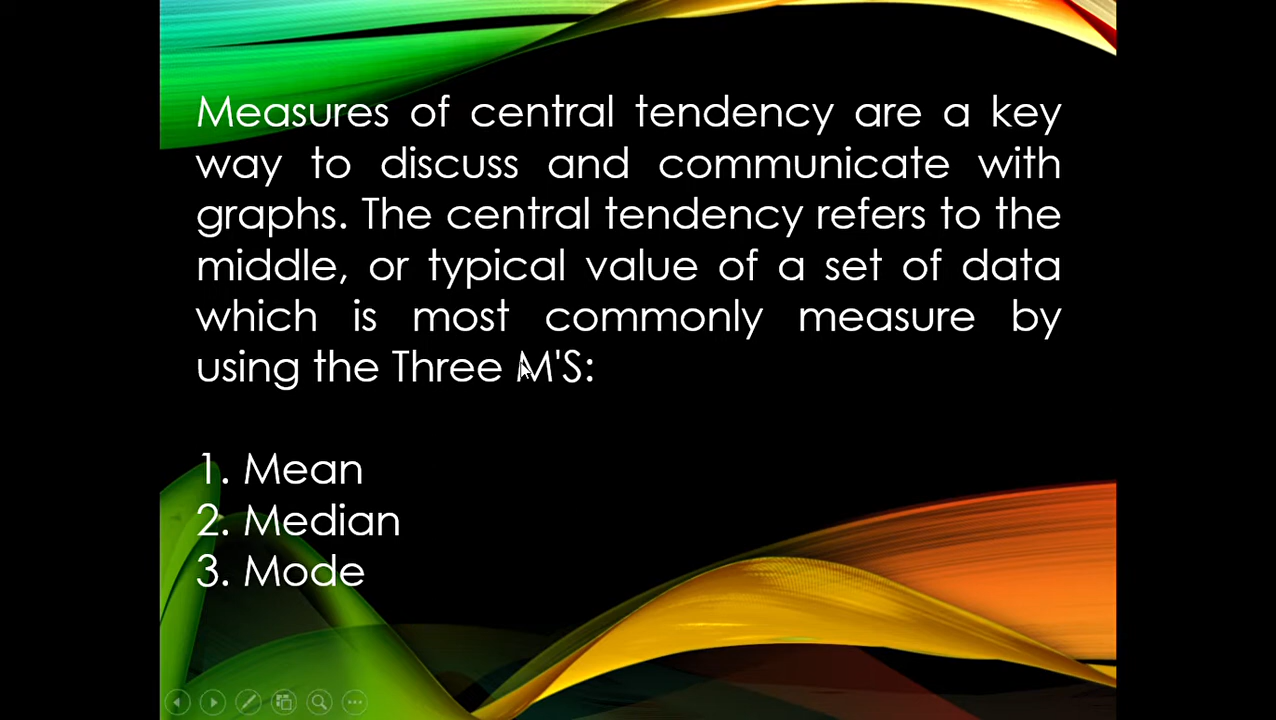 Measures of central tendency are a key
way to discuss and communicate with
graphs. The central tendency refers to the
middle, or typical value of a set of data
which is most commonly measure by
using the Three M'S:
1. Mean
2. Median
3. Mode